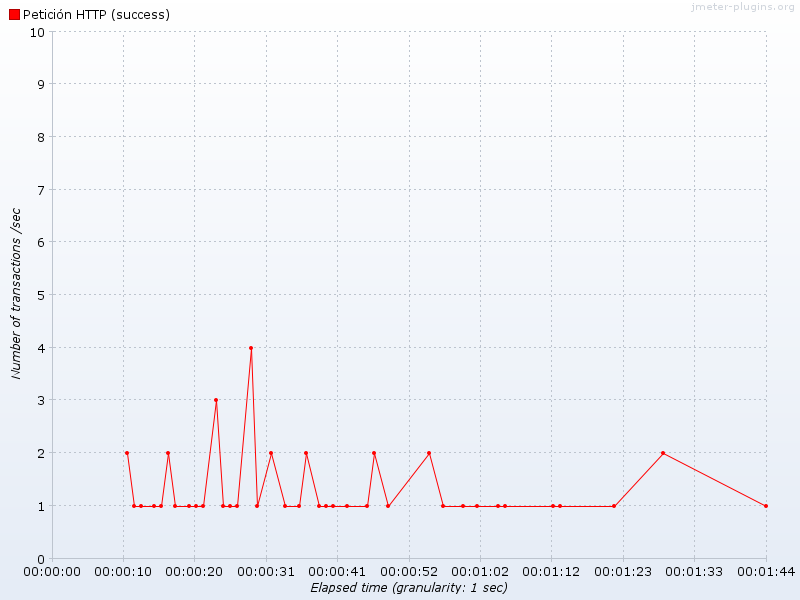 jmeter-plugins.org
Petición HTTP (success)
10
9
8
7
6
5
4
3
2
1
0
Number of transactions /sec
00:00:00 00:00:10 00:00:20 00:00:31 00:00:41 00:00:52 00:01:02 00:01:12 00:01:23 00:01:33 00:01:44
Elapsed time (granularity: 1 sec)